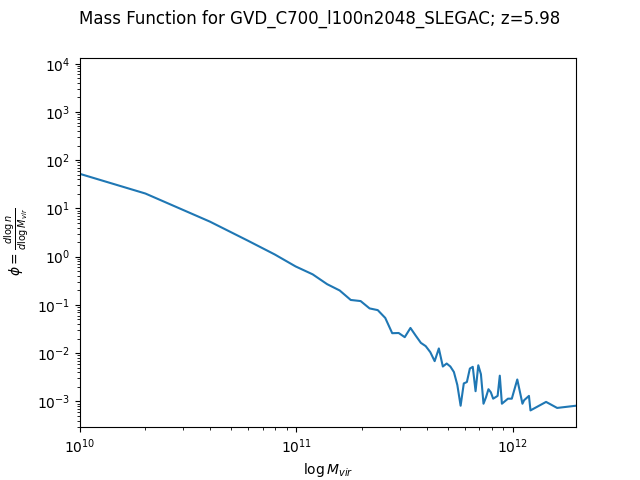 Mass Function for GVD_C700_l100n2048_SLEGAC; z=5.98
10^4
10^3
10^2
10^1
10^0
10^-1
10^-2
10^-3
ϕ = d log n / d log M_vir
10^10 10^11 10^12
log M_vir